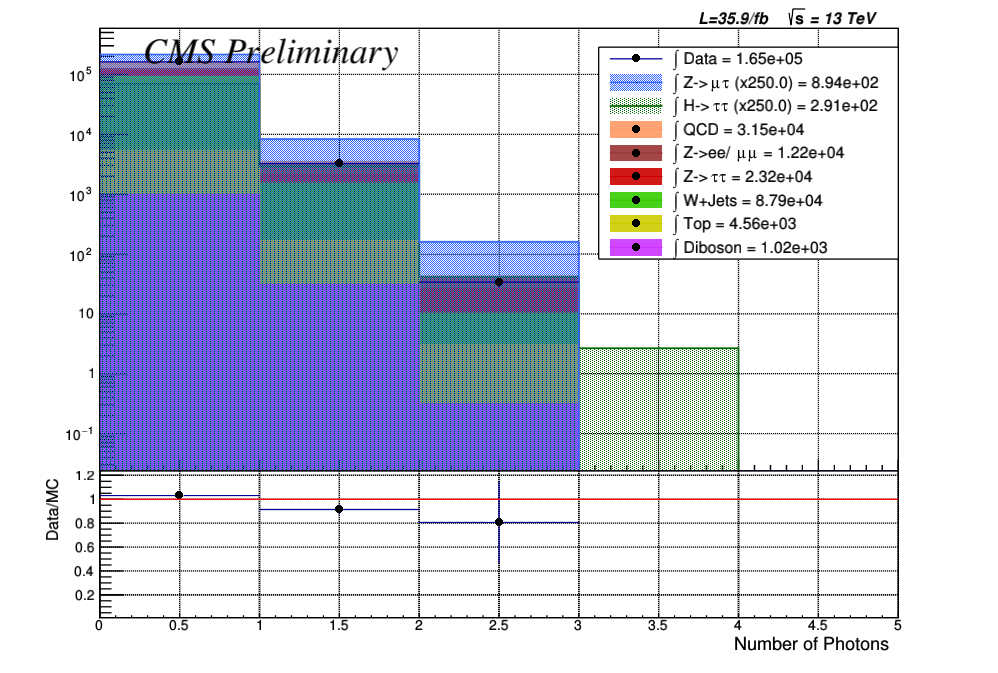 L=35.9/fb √s = 13 TeV
CMS Preliminary
∫ Data = 1.65e+05
∫ Z-> μτ (x250.0) = 8.94e+02
∫ H-> ττ (x250.0) = 2.91e+02
∫ QCD = 3.15e+04
∫ Z->ee/ μμ = 1.22e+04
∫ Z-> ττ = 2.32e+04
∫ W+Jets = 8.79e+04
∫ Top = 4.56e+03
∫ Diboson = 1.02e+03
10⁵
10⁴
10³
10²
10
1
10⁻¹
Data/MC
1.2
1
0.8
0.6
0.4
0.2
0 0.5 1 1.5 2 2.5 3 3.5 4 4.5 5
Number of Photons